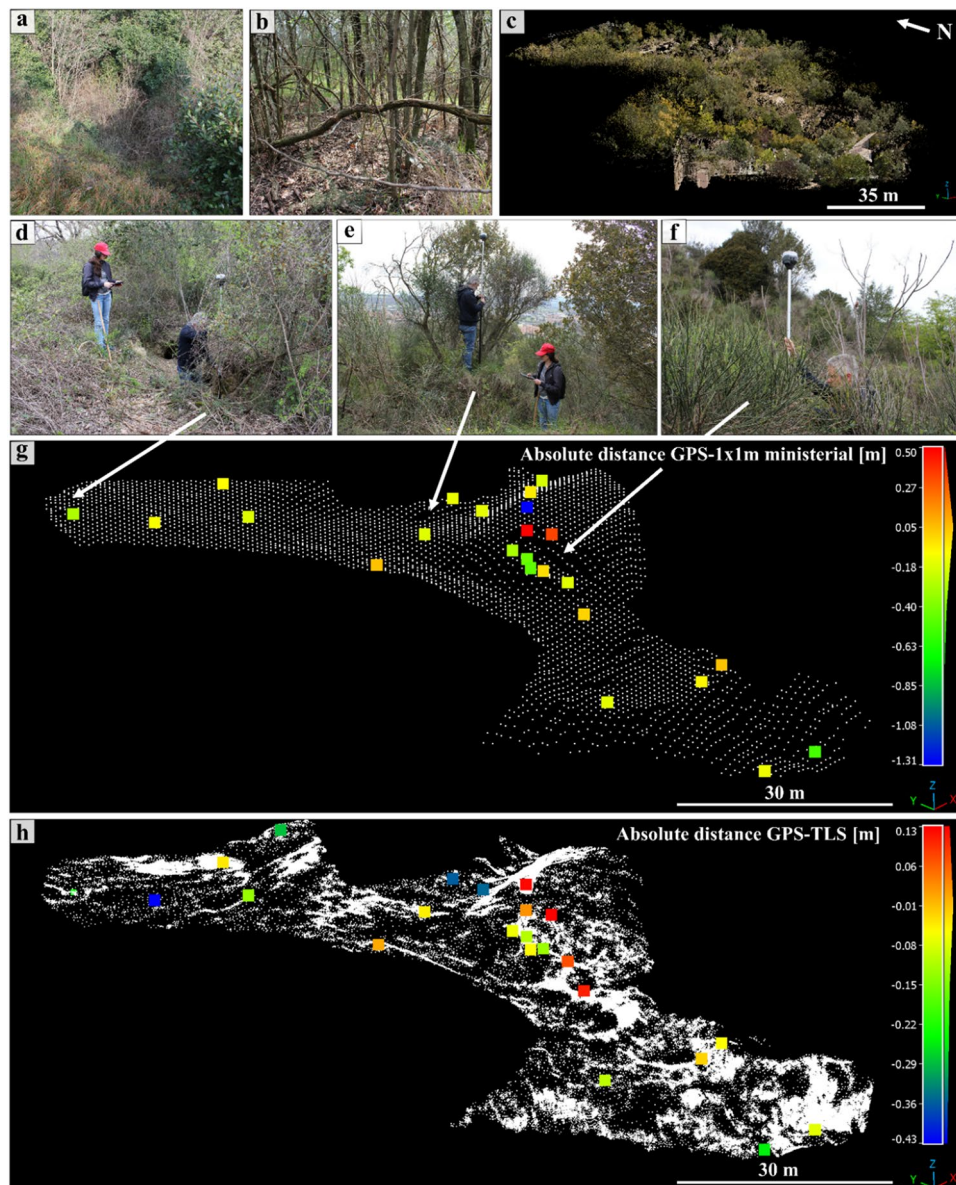 a
b
c
N
35 m
d
e
f
g
Absolute distance GPS-1x1m ministerial [m]
0.50
0.27
0.05
-0.18
-0.40
-0.63
-0.85
-1.08
-1.31
30 m
Z
Y
X
h
Absolute distance GPS-TLS [m]
0.13
0.06
-0.01
-0.08
-0.15
-0.22
-0.29
-0.36
-0.43
30 m
Z
Y
X